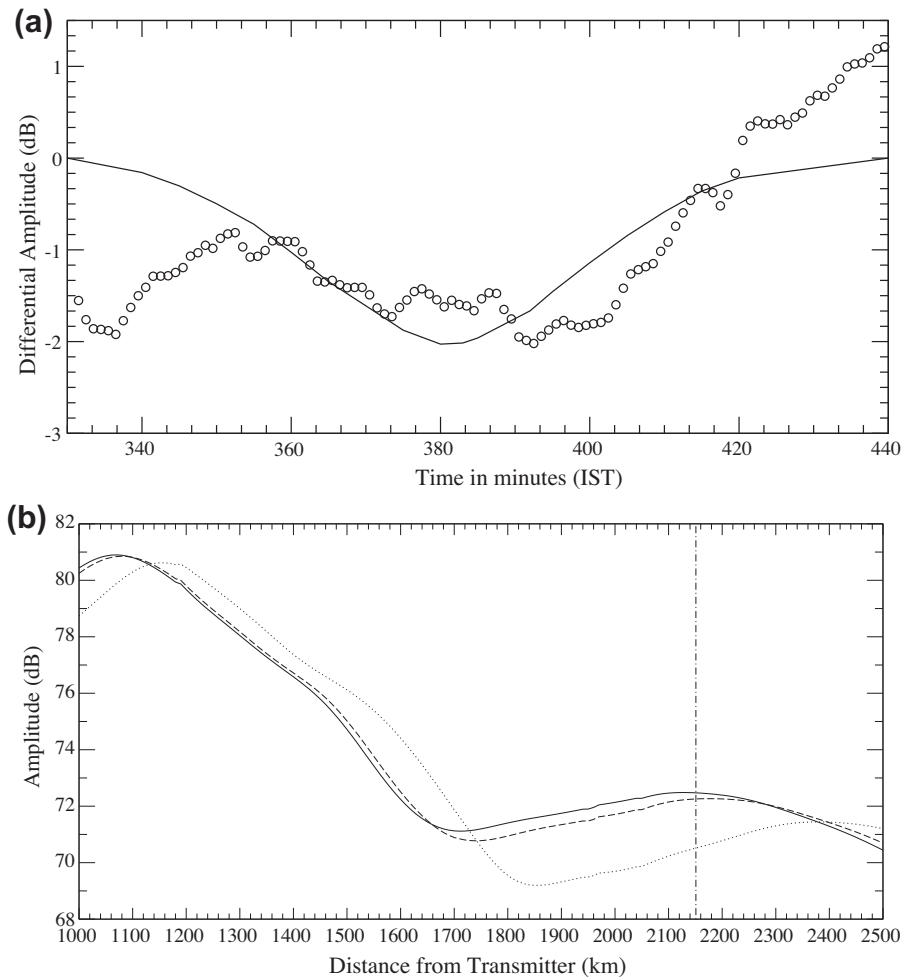 (a)
1
0
-1
-2
-3
Differential Amplitude (dB)
340 360 380 400 420 440
Time in minutes (IST)
(b)
82
80
78
76
74
72
70
68
Amplitude (dB)
1000 1100 1200 1300 1400 1500 1600 1700 1800 1900 2000 2100 2200 2300 2400 2500
Distance from Transmitter (km)